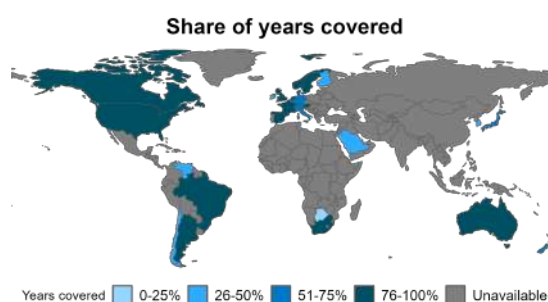 Share of years covered
Years covered 0-25% 26-50% 51-75% 76-100% Unavailable